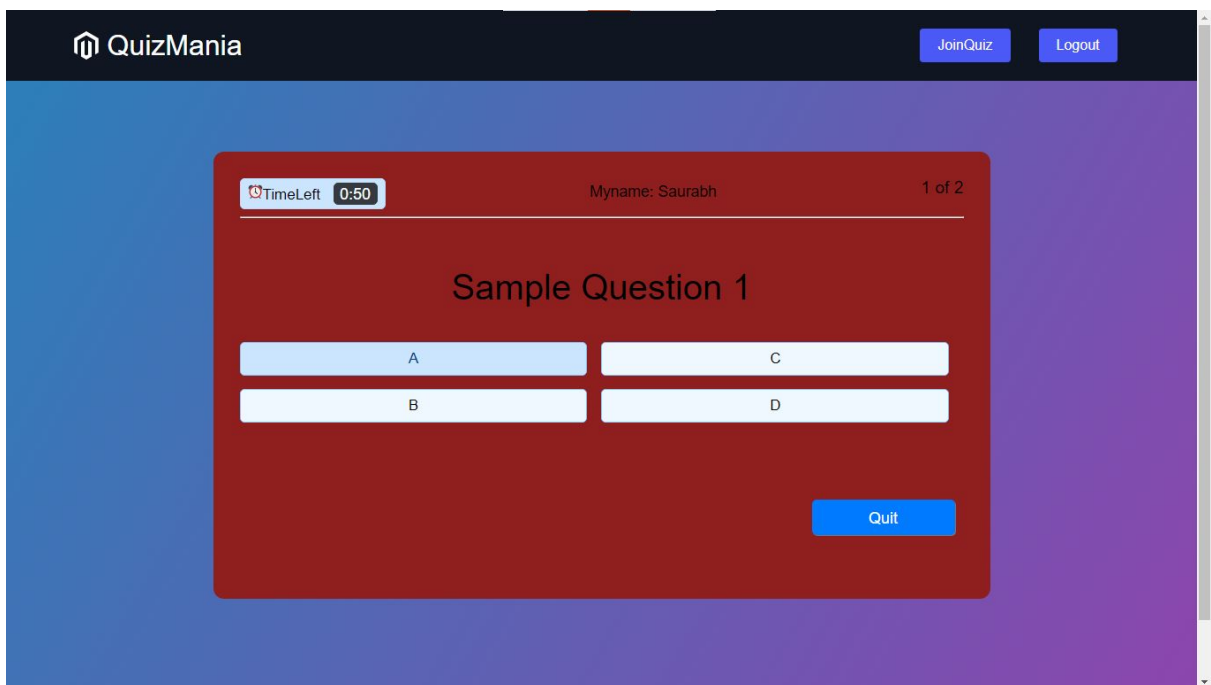 QuizMania
JoinQuiz Logout
TimeLeft 0:50 Myname: Saurabh 1 of 2
Sample Question 1
A C
B D
Quit